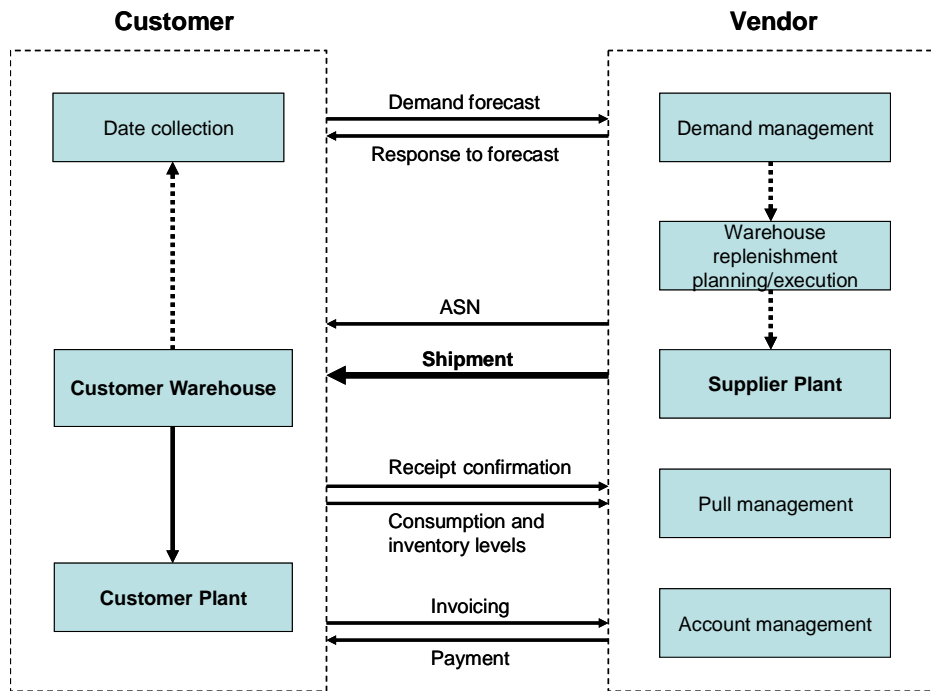 Customer
Vendor
Date collection
Demand forecast
Response to forecast
Demand management
Warehouse
replenishment
planning/execution
ASN
Shipment
Customer Warehouse
Supplier Plant
Receipt confirmation
Consumption and
inventory levels
Pull management
Customer Plant
Invoicing
Payment
Account management